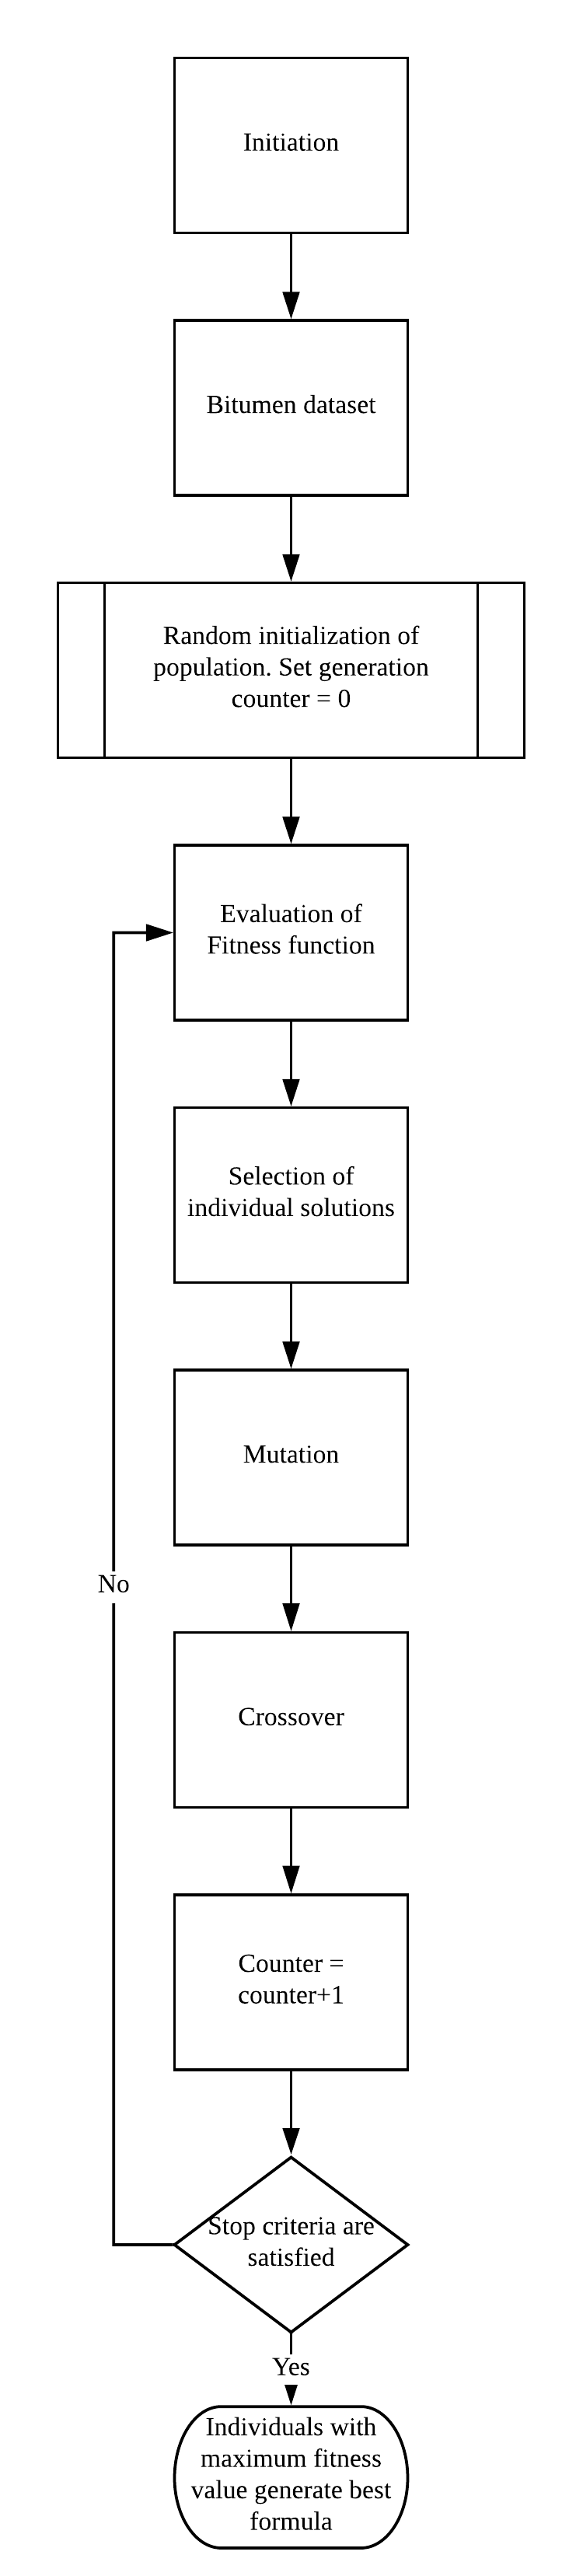 Initiation
Bitumen dataset
Random initialization of
population. Set generation
counter = 0
Evaluation of
Fitness function
Selection of
individual solutions
Mutation
No
Crossover
Counter =
counter+1
Stop criteria are
satisfied
Yes
Individuals with
maximum fitness
value generate best
formula